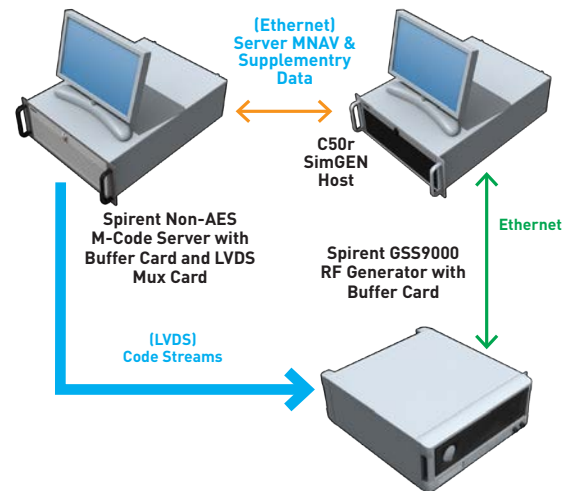 (Ethernet)
Server MNAV &
Supplementry
Data
C50r
SimGEN
Host
Spirent Non-AES
M-Code Server with
Buffer Card and LVDS
Mux Card
Ethernet
Spirent GSS9000
RF Generator with
Buffer Card
(LVDS)
Code Streams